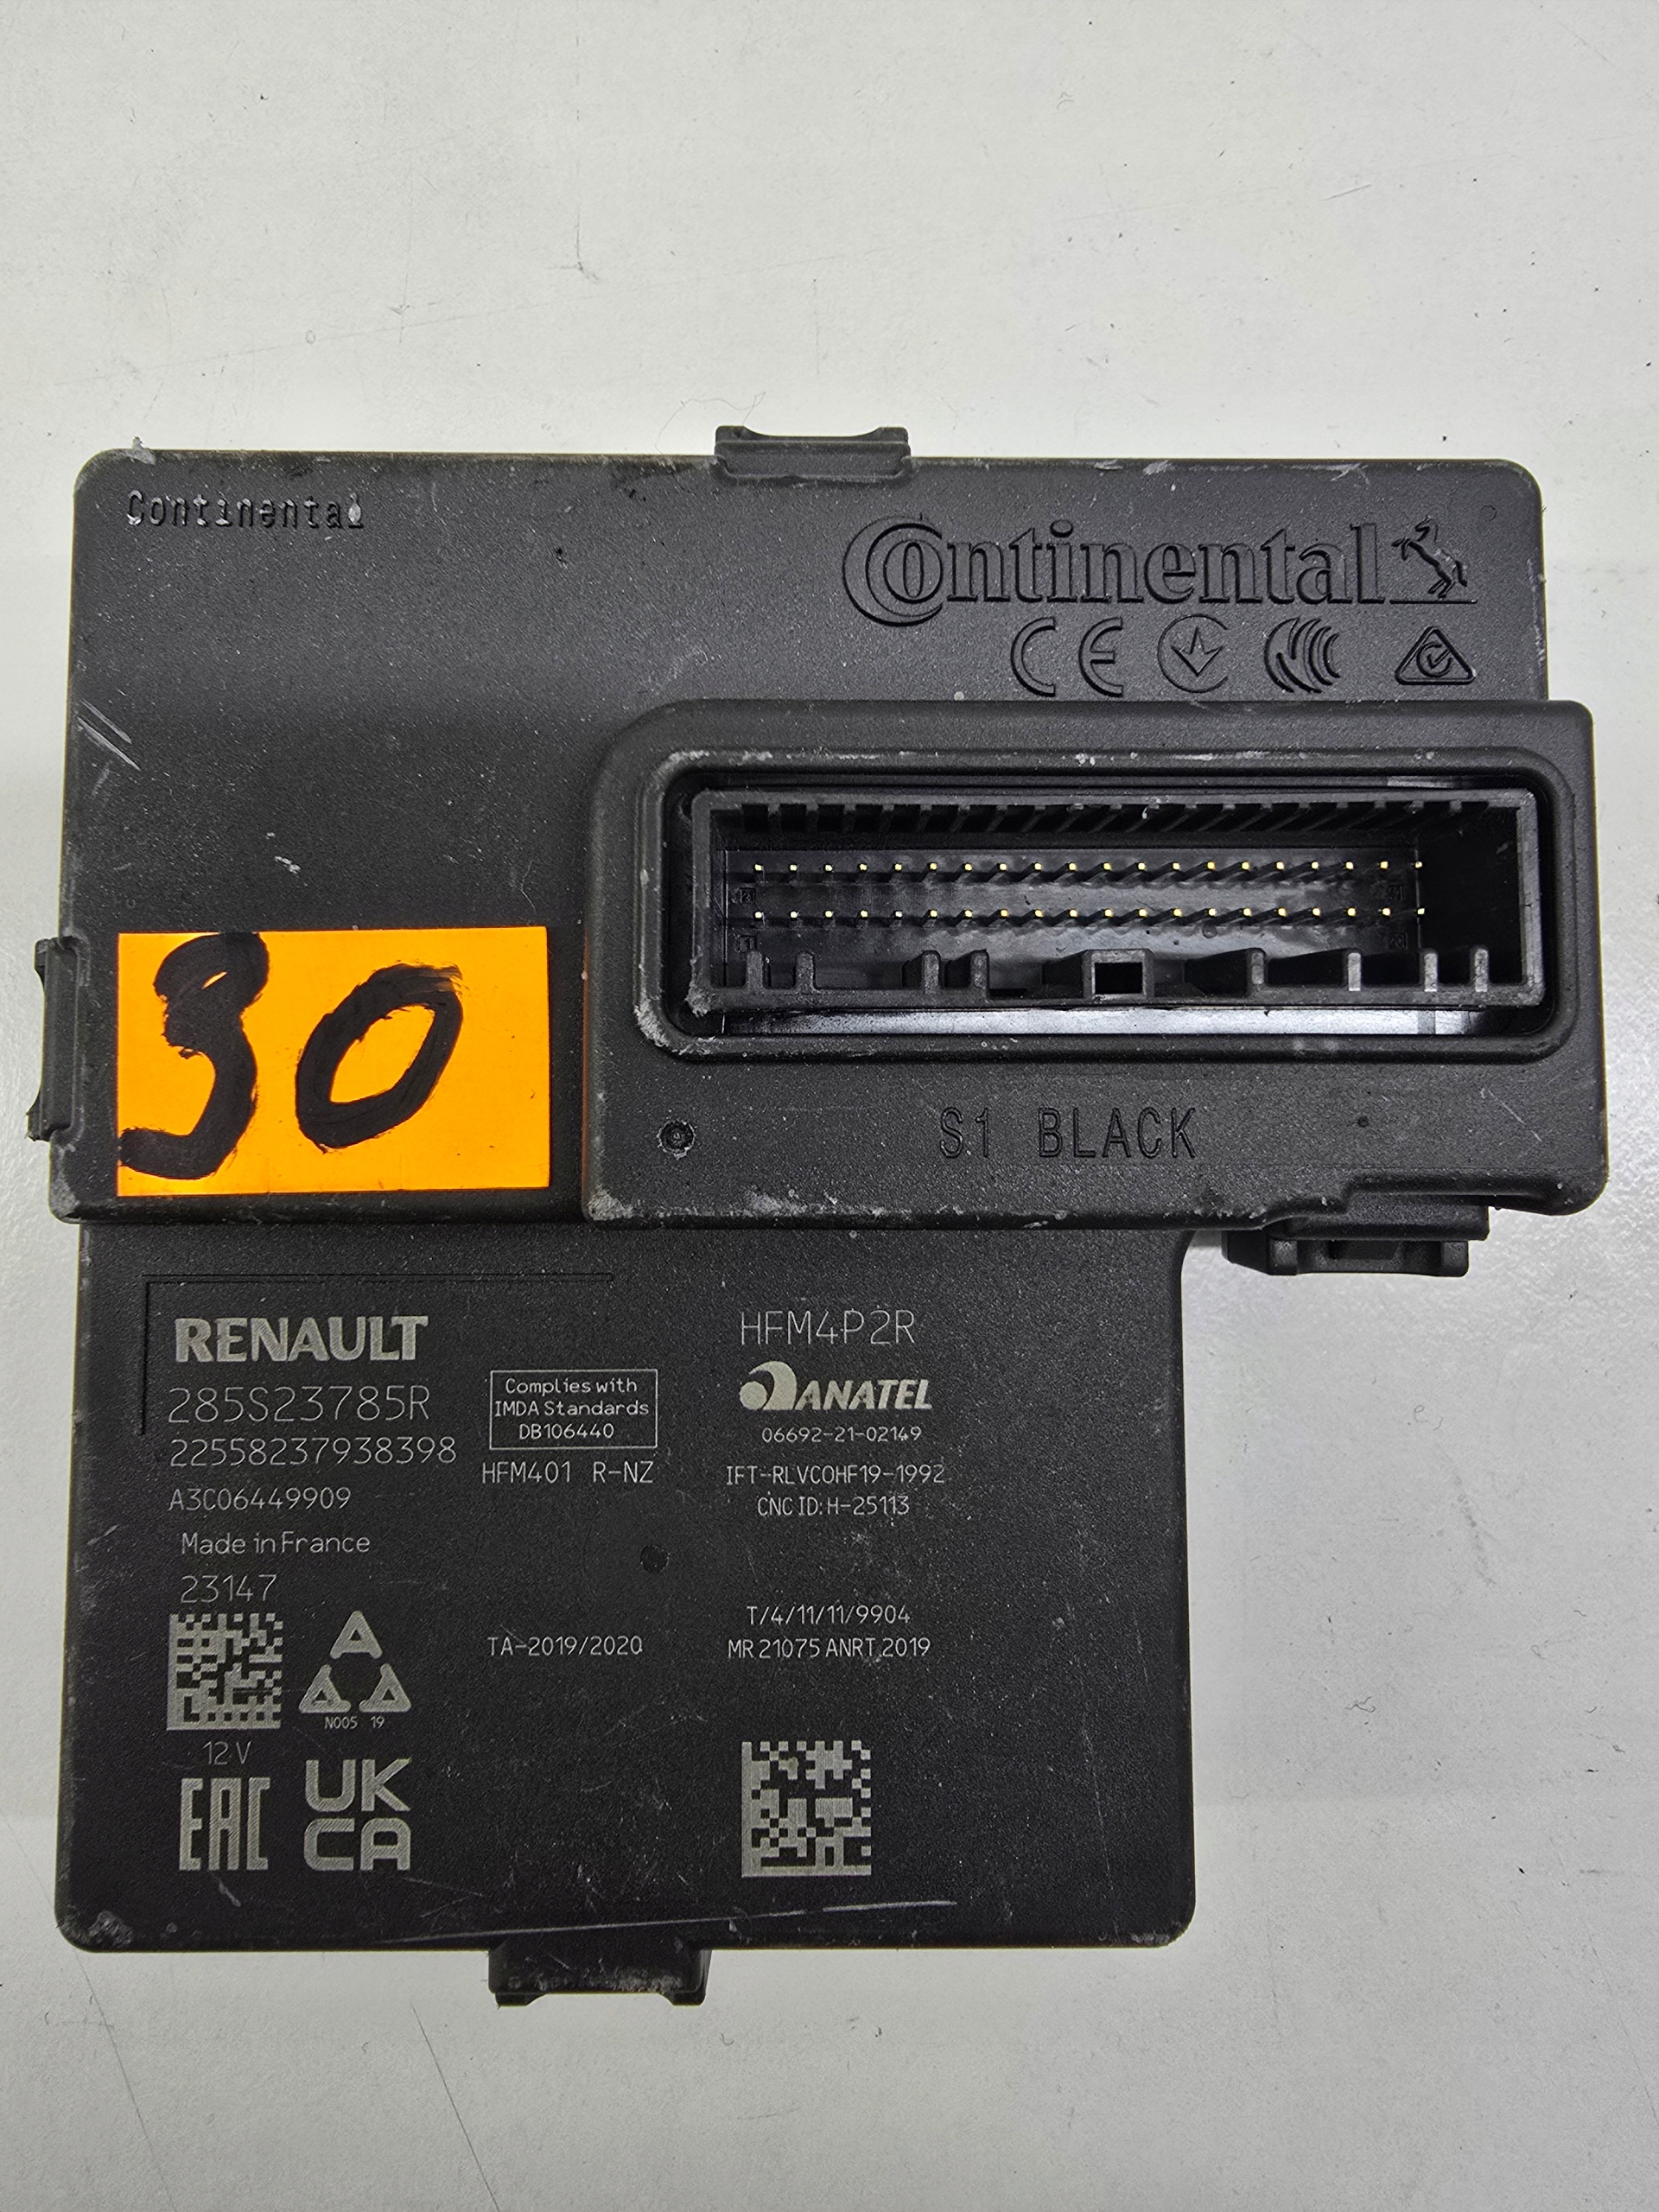 Continental
Continental
CE
S1 BLACK
30
RENAULT
285S23785R
22558237938398
A3C06449909
Made in France
23147
N005 19
12 V
EAC
UK
CA
Complies with
IMDA Standards
DB106440
HFM401 R-NZ
TA-2019/2020
HFM4P2R
ANATEL
06692-21-02149
IFT-RLVCOHF19-1992
CNC ID: H-25113
T/4/11/11/9904
MR 21075 ANRT 2019